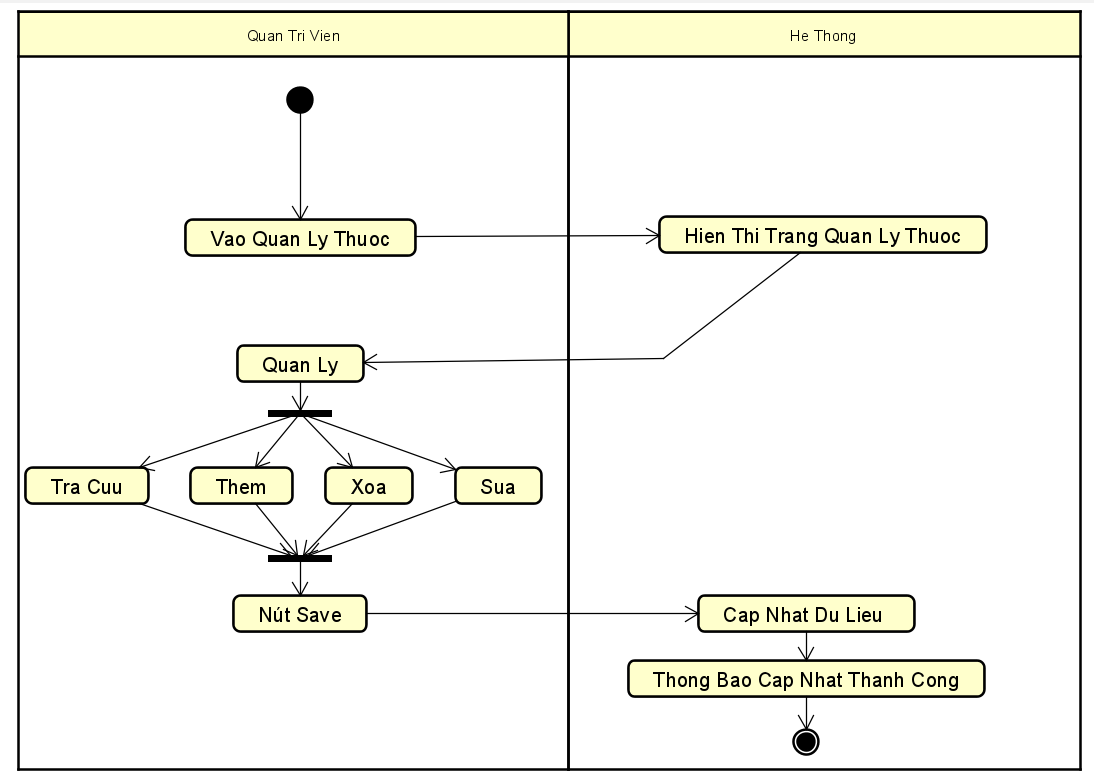 Quan Tri Vien
He Thong
Vao Quan Ly Thuoc
Hien Thi Trang Quan Ly Thuoc
Quan Ly
Tra Cuu
Them
Xoa
Sua
Nút Save
Cap Nhat Du Lieu
Thong Bao Cap Nhat Thanh Cong